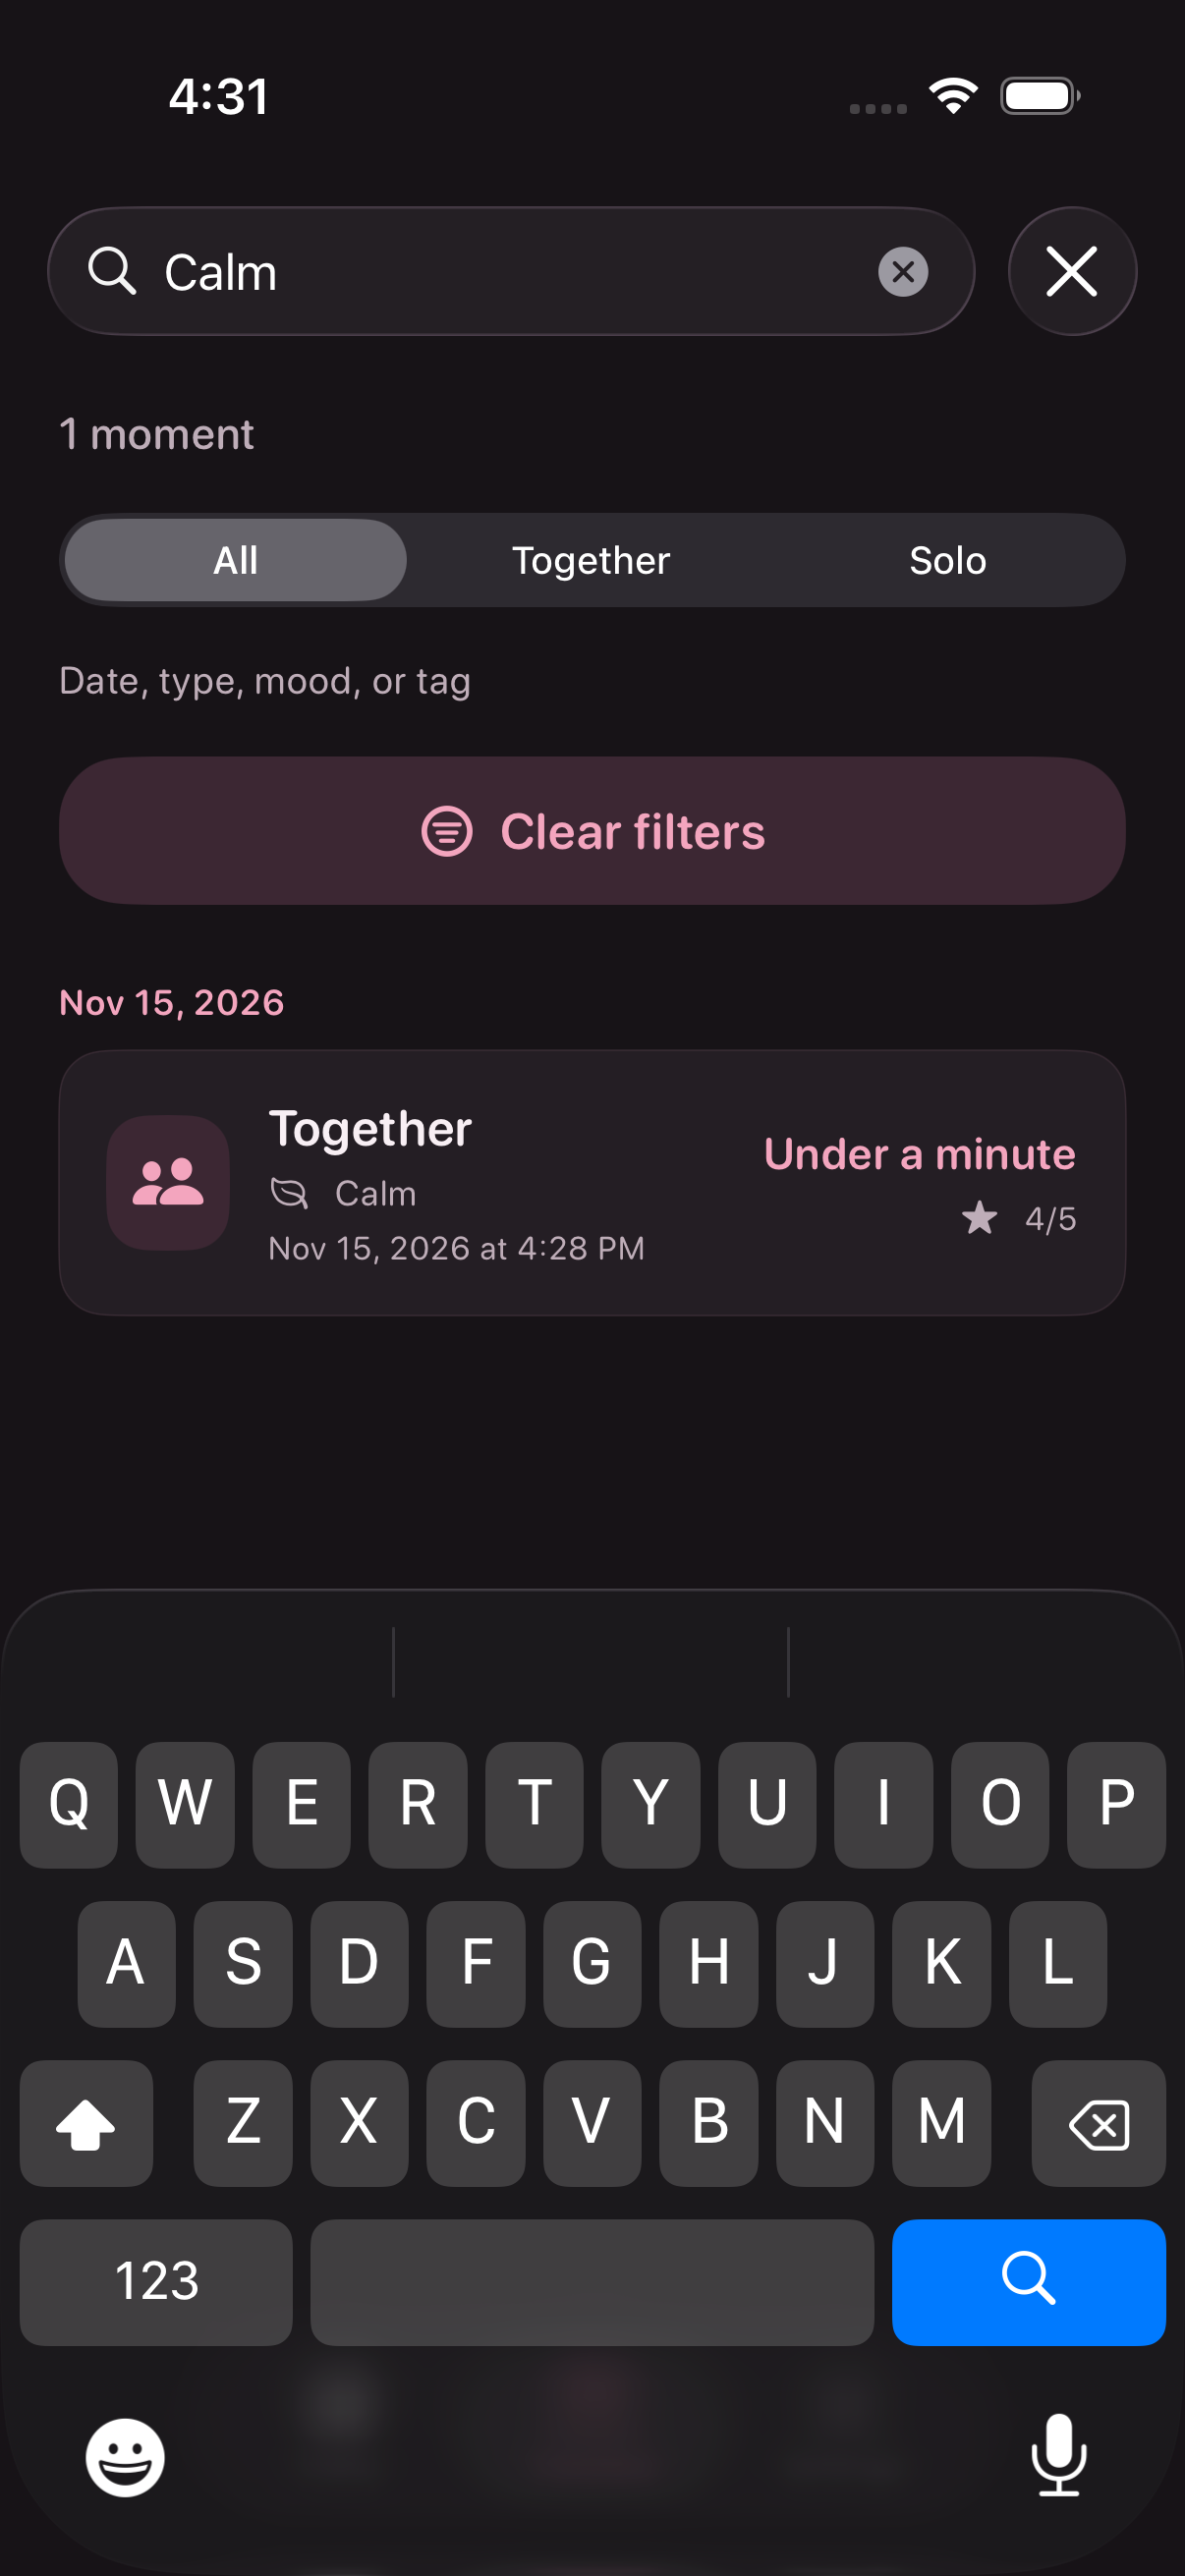 4:31
Calm
1 moment
All Together Solo
Date, type, mood, or tag
Clear filters
Nov 15, 2026
Together
Under a minute
Calm
4/5
Nov 15, 2026 at 4:28 PM
Q W E R T Y U I O P
A S D F G H J K L
Z X C V B N M
123